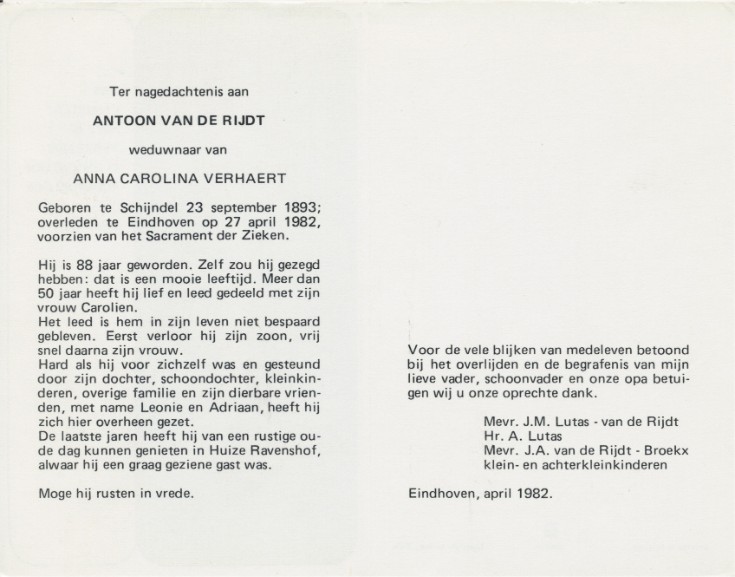 Ter nagedachtenis aan
ANTOON VAN DE RIJDT
weduwnaar van
ANNA CAROLINA VERHAERT
Geboren te Schijndel 23 september 1893;
overleden te Eindhoven op 27 april 1982,
voorzien van het Sacrament der Zieken.
Hij is 88 jaar geworden. Zelf zou hij gezegd
hebben: dat is een mooie leeftijd. Meer dan
50 jaar heeft hij lief en leed gedeeld met zijn
vrouw Carolien.
Het leed is hem in zijn leven niet bespaard
gebleven. Eerst verloor hij zijn zoon, vrij
snel daarna zijn vrouw.
Hard als hij voor zichzelf was en gesteund
door zijn dochter, schoondochter, kleinkin-
deren, overige familie en zijn dierbare vrien-
den, met name Leonie en Adriaan, heeft hij
zich hier overheen gezet.
De laatste jaren heeft hij van een rustige ou-
de dag kunnen genieten in Huize Ravenshof,
alwaar hij een graag geziene gast was.
Moge hij rusten in vrede.
Voor de vele blijken van medeleven betoond
bij het overlijden en de begrafenis van mijn
lieve vader, schoonvader en onze opa betui-
gen wij u onze oprechte dank.
Mevr. J.M. Lutas - van de Rijdt
Hr. A. Lutas
Mevr. J.A. van de Rijdt - Broekx
klein- en achterkleinkinderen
Eindhoven, april 1982.